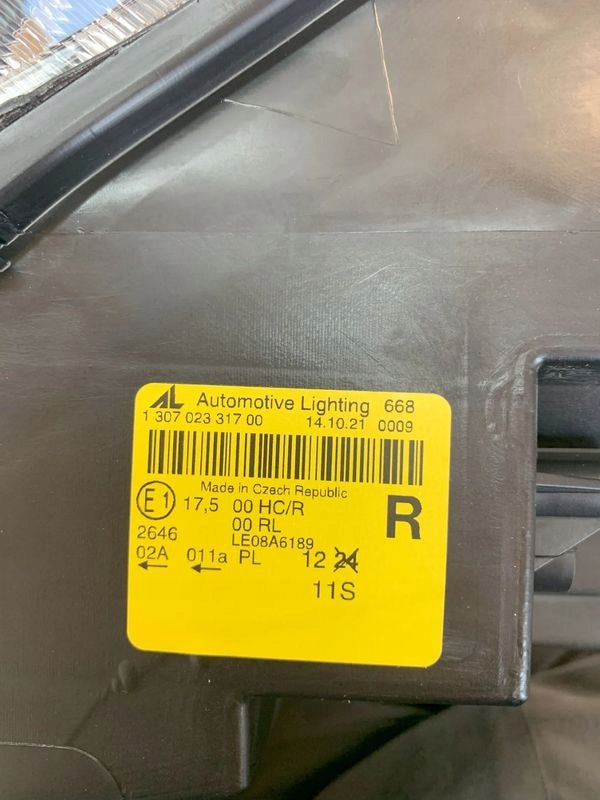 AL Automotive Lighting 668
1 307 023 317 00 14.10.21 0009
Made in Czech Republic
E1 17,5 00 HC/R R
00 RL
2646 LE08A6189
02A 011a PL 12 24
← ← 11S